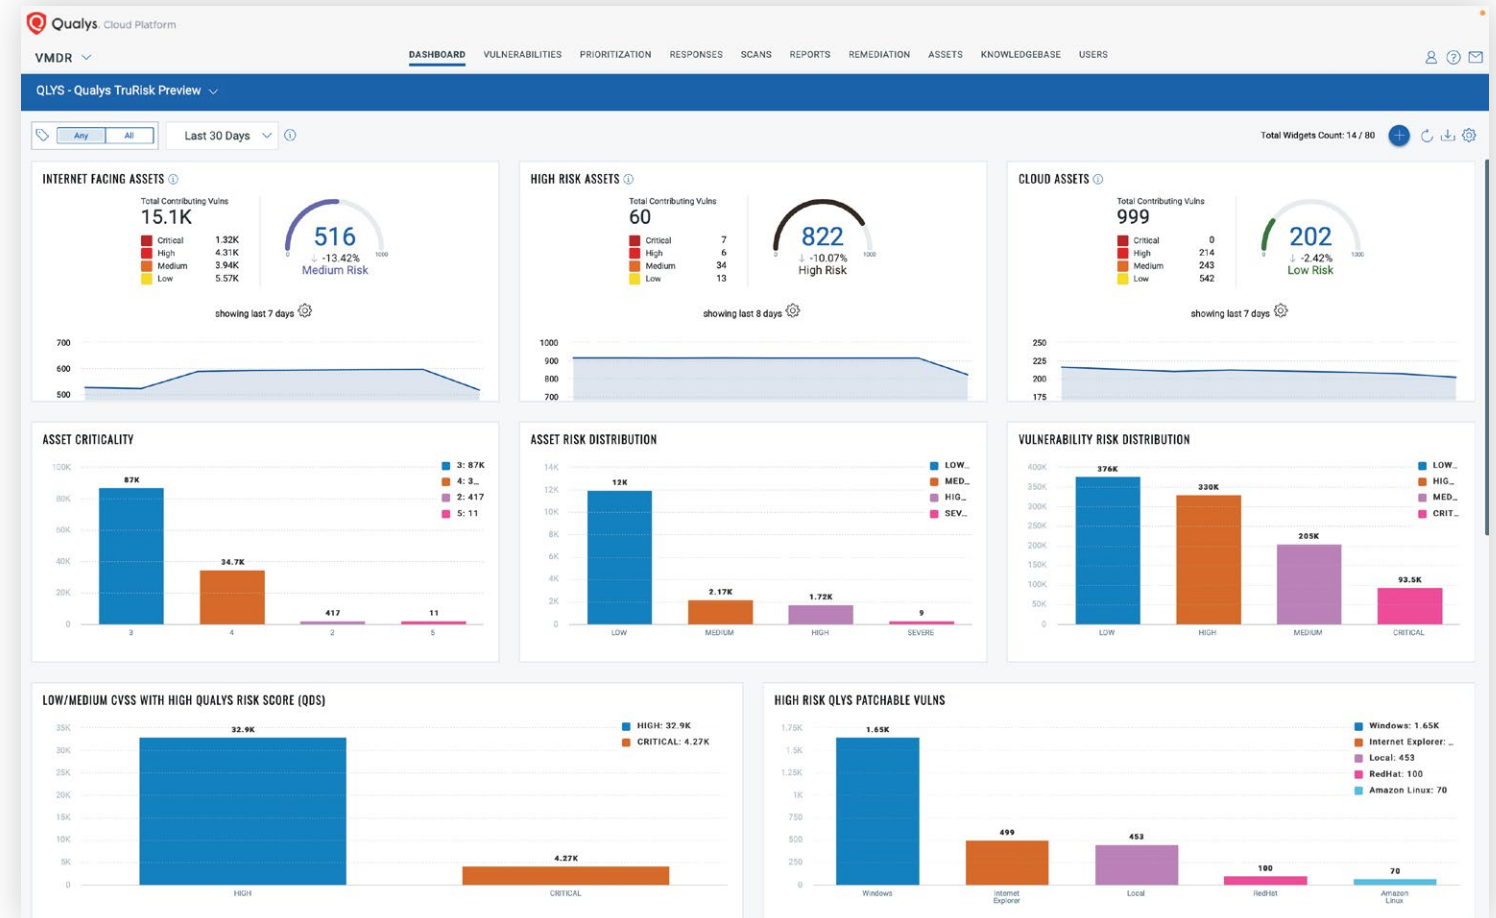 Qualys. Cloud Platform
VMDR
DASHBOARD VULNERABILITIES PRIORITIZATION RESPONSES SCANS REPORTS REMEDIATION ASSETS KNOWLEDGEBASE USERS
QLYS - Qualys TruRisk Preview
Any All Last 30 Days Total Widgets Count: 14 / 80
INTERNET FACING ASSETS
Total Contributing Vulns
15.1K
Critical 1.32K
High 4.31K
Medium 3.94K
Low 5.57K
516
0 1000
↓ -13.42%
Medium Risk
showing last 7 days
700
600
500
HIGH RISK ASSETS
Total Contributing Vulns
60
Critical 7
High 6
Medium 34
Low 13
822
0 1000
↓ -10.07%
High Risk
showing last 8 days
1000
900
800
700
CLOUD ASSETS
Total Contributing Vulns
999
Critical 0
High 214
Medium 243
Low 542
202
0 1000
↓ -2.42%
Low Risk
showing last 7 days
250
225
200
175
ASSET CRITICALITY
100K
80K
60K
40K
20K
0
87K
34.7K
417
11
3 4 2 5
3: 87K
4: 3...
2: 417
5: 11
ASSET RISK DISTRIBUTION
14K
12K
10K
8K
6K
4K
2K
0
12K
2.17K
1.72K
9
LOW MEDIUM HIGH SEVERE
LOW...
MED...
HIG...
SEV...
VULNERABILITY RISK DISTRIBUTION
400K
350K
300K
250K
200K
150K
100K
50K
0
376K
330K
205K
93.5K
LOW HIGH MEDIUM CRITICAL
LOW...
HIG...
MED...
CRIT...
LOW/MEDIUM CVSS WITH HIGH QUALYS RISK SCORE (QDS)
35K
30K
25K
20K
15K
10K
5K
0
32.9K
4.27K
HIGH CRITICAL
HIGH: 32.9K
CRITICAL: 4.27K
HIGH RISK QLYS PATCHABLE VULNS
1.75K
1.5K
1.25K
1K
750
500
250
0
1.65K
499
453
100
70
Windows Internet Explorer Local RedHat Amazon Linux
Windows: 1.65K
Internet Explorer: ...
Local: 453
RedHat: 100
Amazon Linux: 70